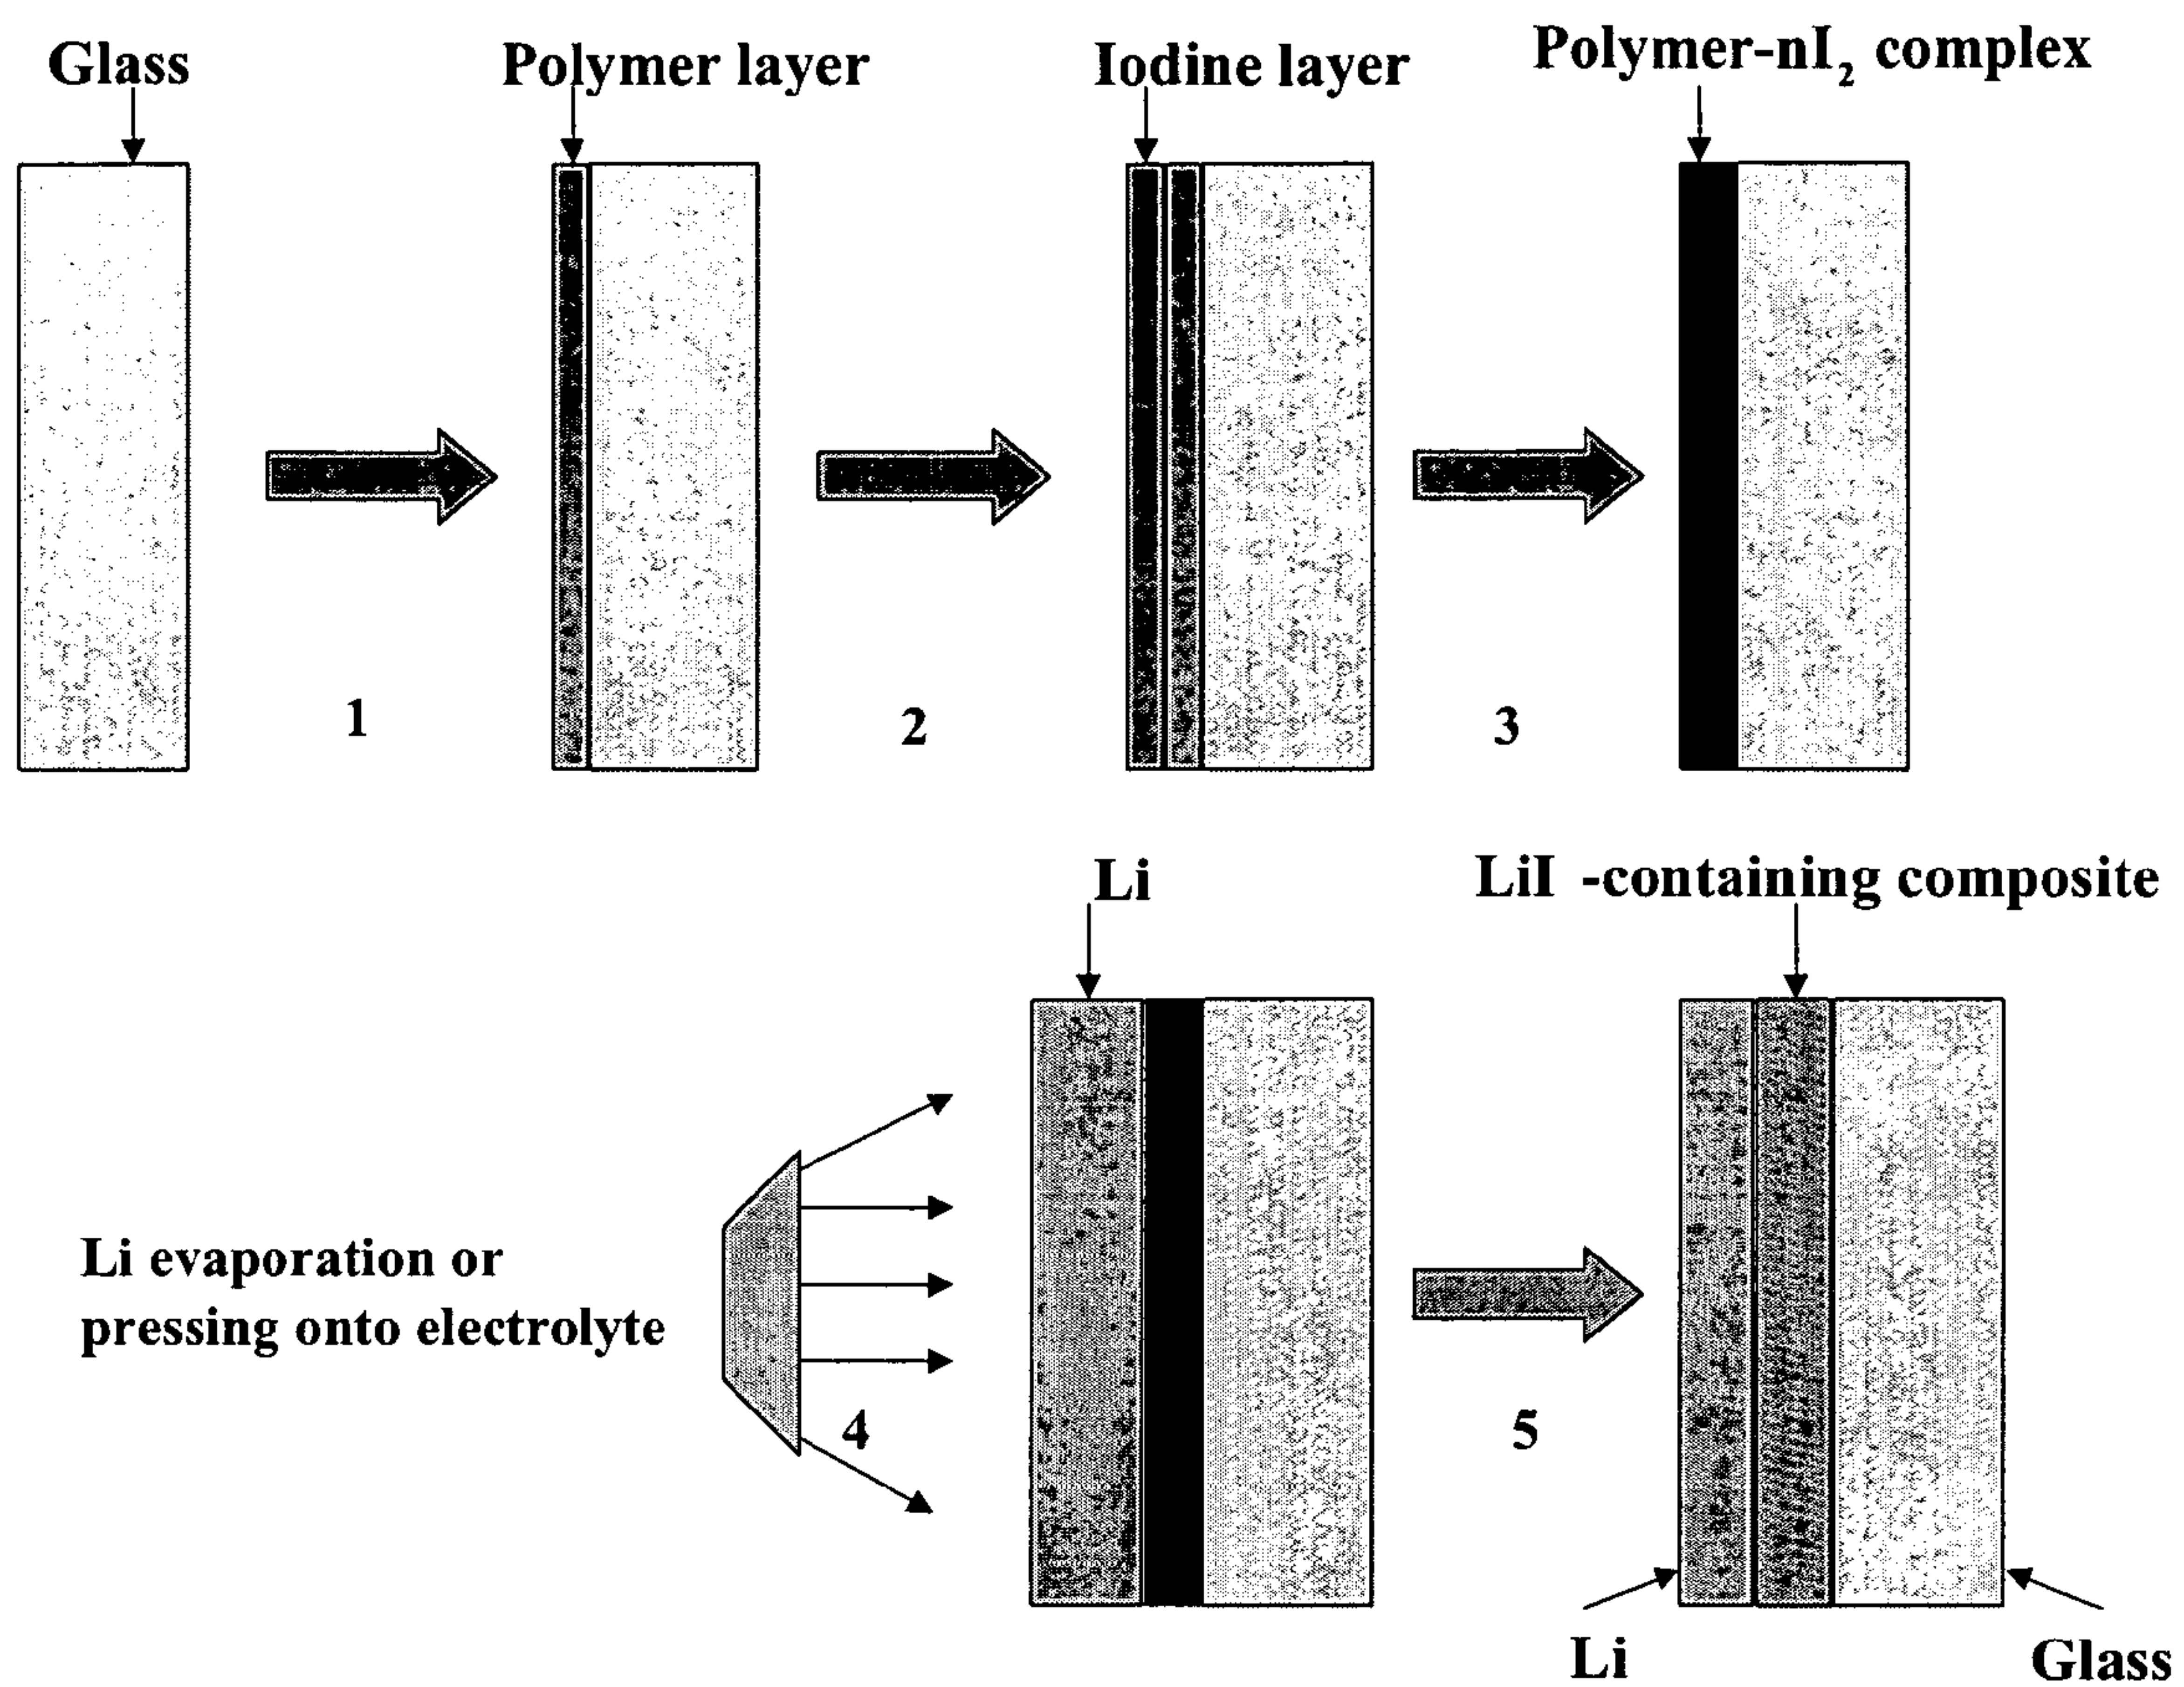 Glass
Polymer layer
Iodine layer
Polymer-nI₂ complex
1
2
3
Li
LiI -containing composite
Li evaporation or
pressing onto electrolyte
4
5
Li
Glass